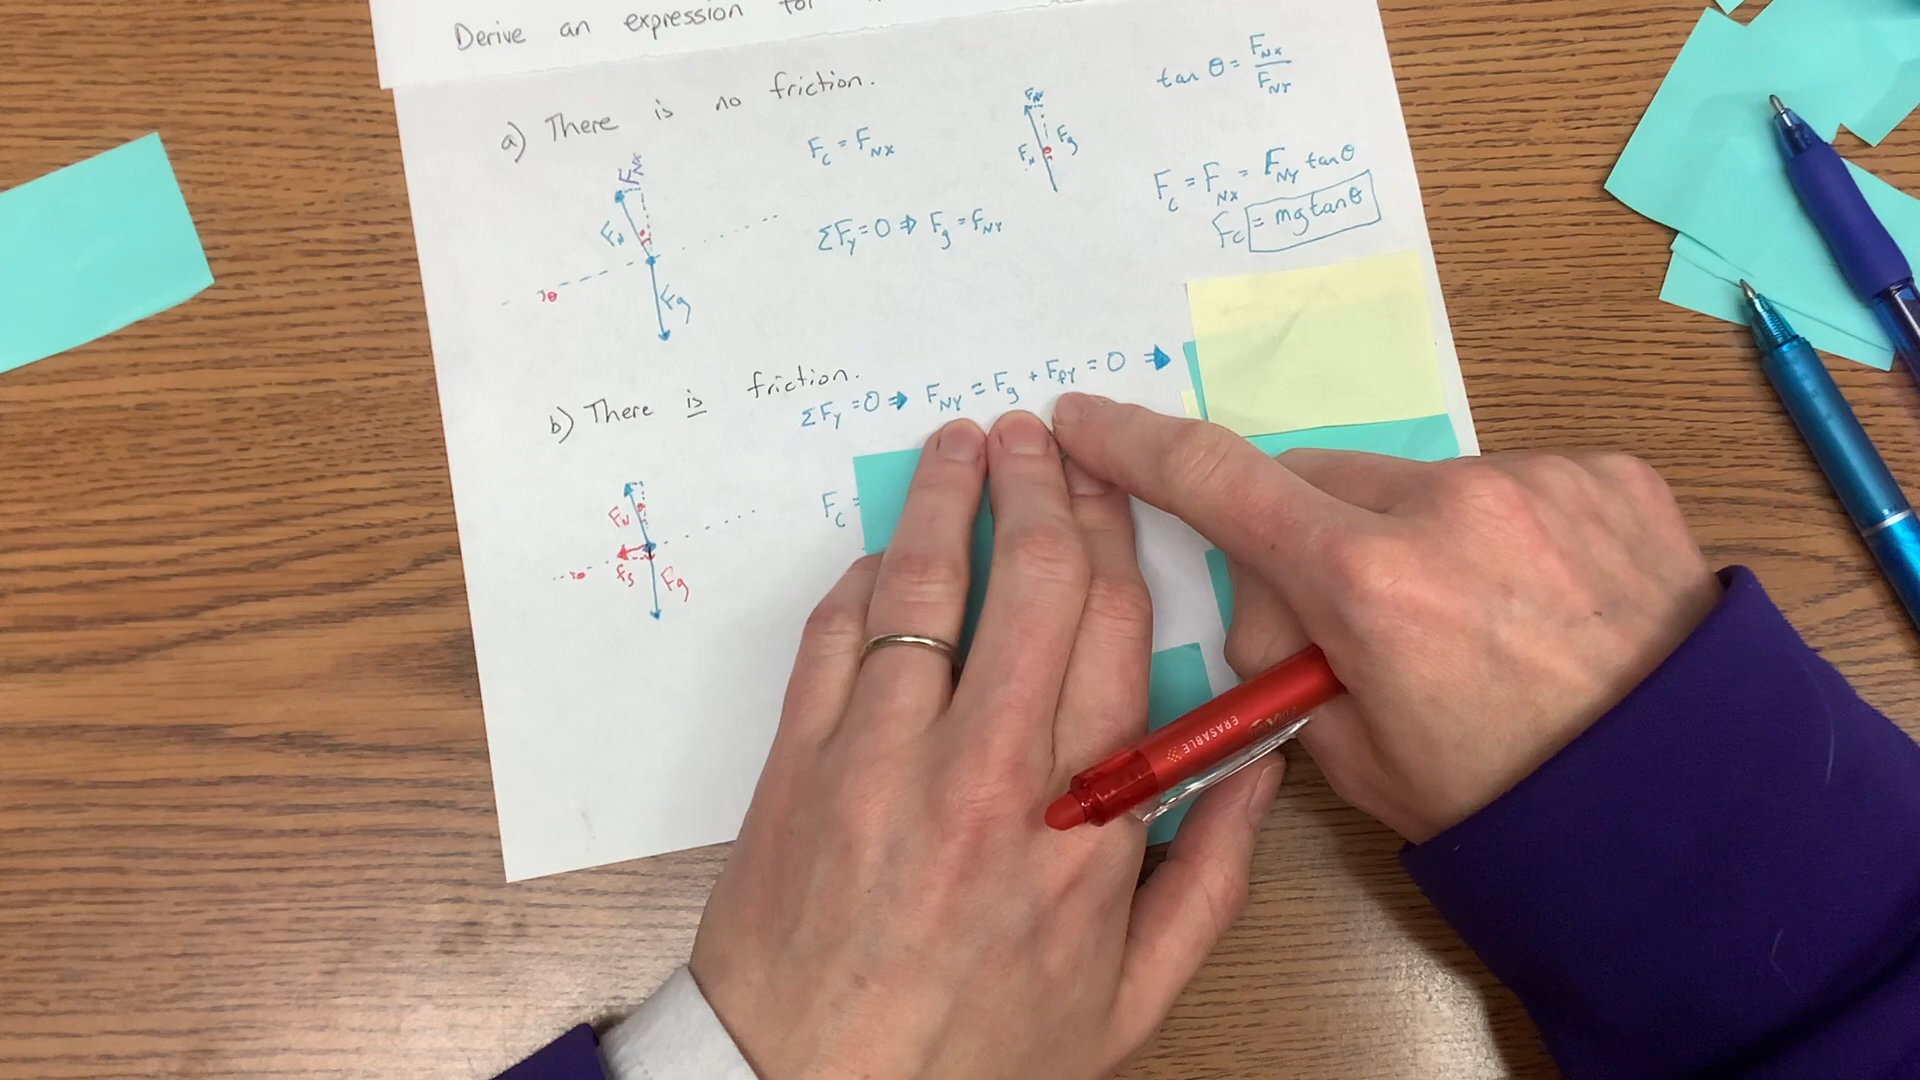 Derive an expression for
a) There is no friction.
F_C = F_NX
ΣF_y = 0 ⇒ F_g = F_NY
F_NX
F_N
θ
F_g
θ
F_N
F_g
θ
tan θ = F_NX / F_NY
F_C = F_NX = F_NY tan θ
F_C = mg tan θ
b) There is friction.
ΣF_y = 0 ⇒ F_NY = F_g + F_fY = 0 ⇒
F_C =
F_N
θ
f_s
F_g
ERASABLE